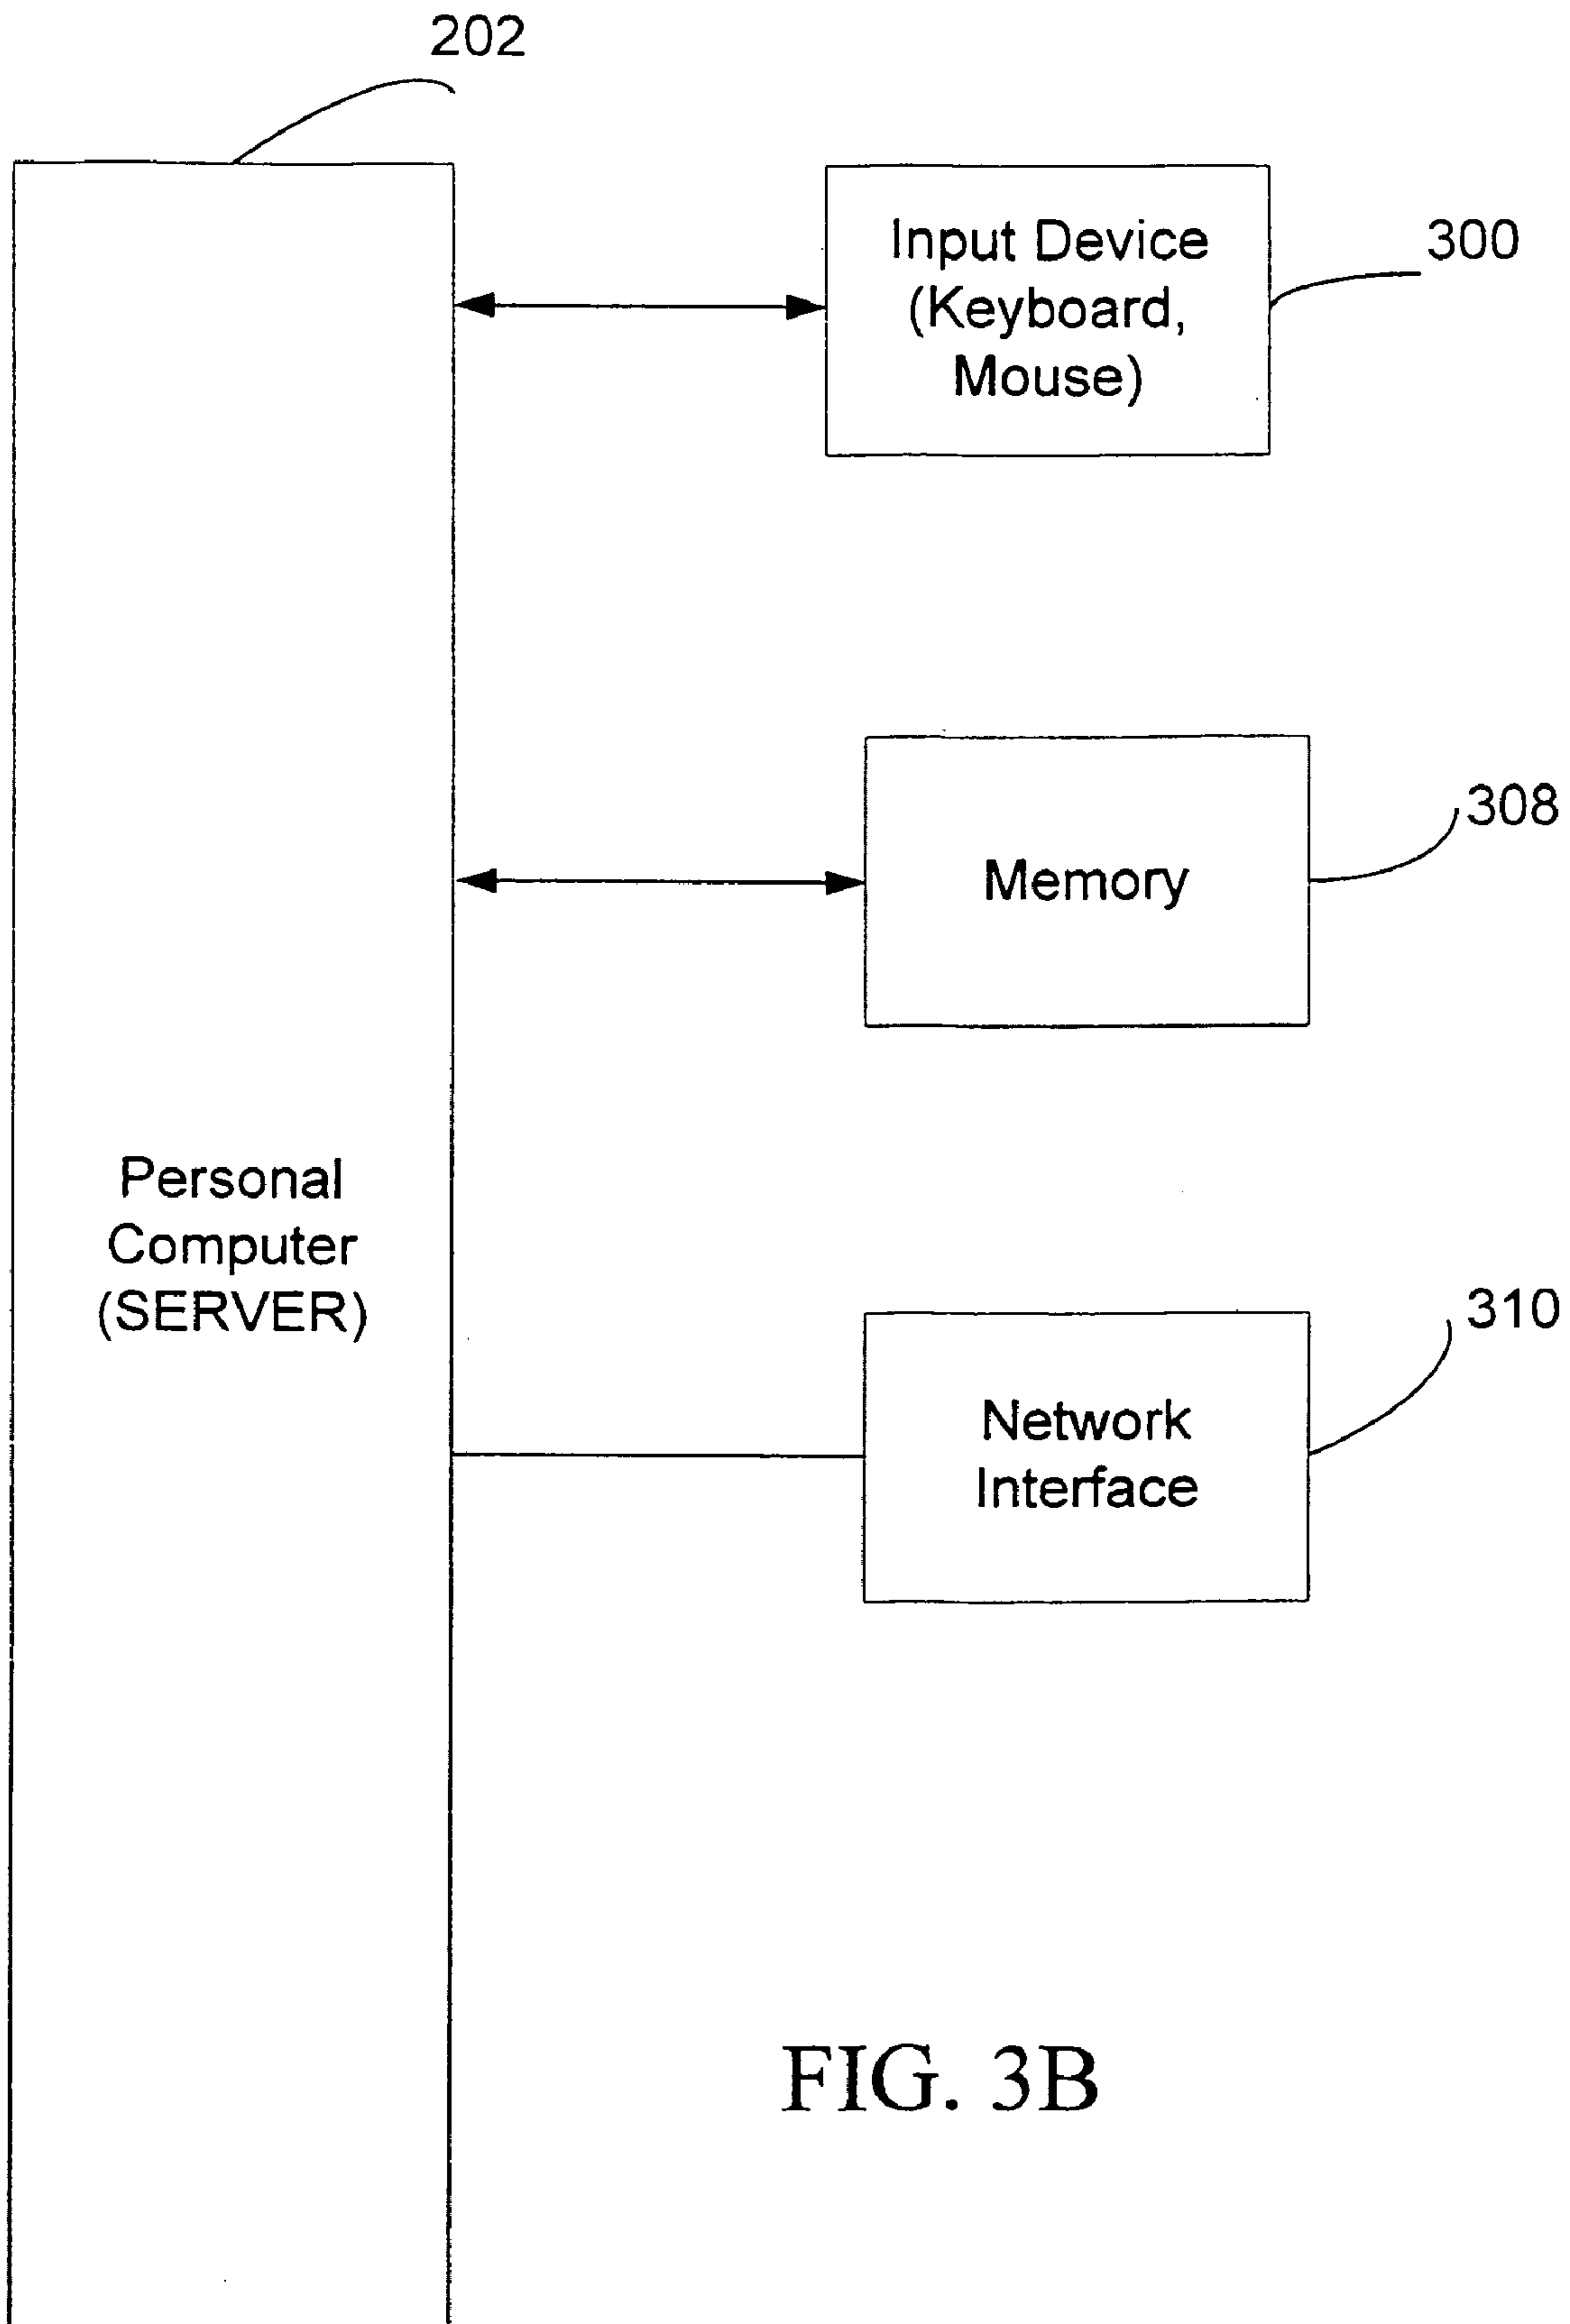 202
Input Device
(Keyboard,
Mouse)
300
Memory
308
Personal
Computer
(SERVER)
310
Network
Interface
FIG. 3B